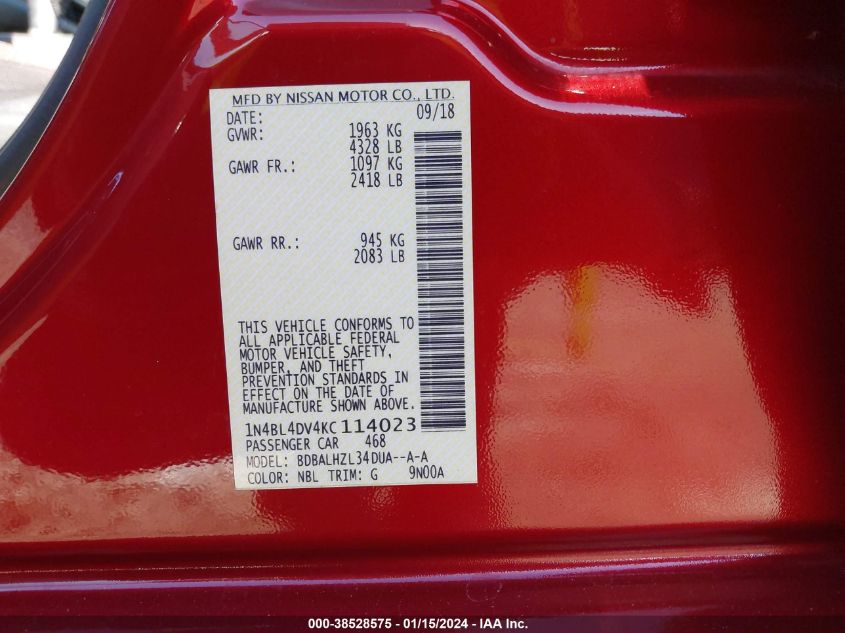 MFD BY NISSAN MOTOR CO., LTD.
DATE: 09/18
GVWR: 1963 KG
4328 LB
GAWR FR.: 1097 KG
2418 LB
GAWR RR.: 945 KG
2083 LB
THIS VEHICLE CONFORMS TO
ALL APPLICABLE FEDERAL
MOTOR VEHICLE SAFETY,
BUMPER, AND THEFT
PREVENTION STANDARDS IN
EFFECT ON THE DATE OF
MANUFACTURE SHOWN ABOVE.
1N4BL4DV4KC114023
PASSENGER CAR 468
MODEL: BDBALHZL34DUA--A-A
COLOR: NBL TRIM: G 9N00A
000-38528575 - 01/15/2024 - IAA Inc.